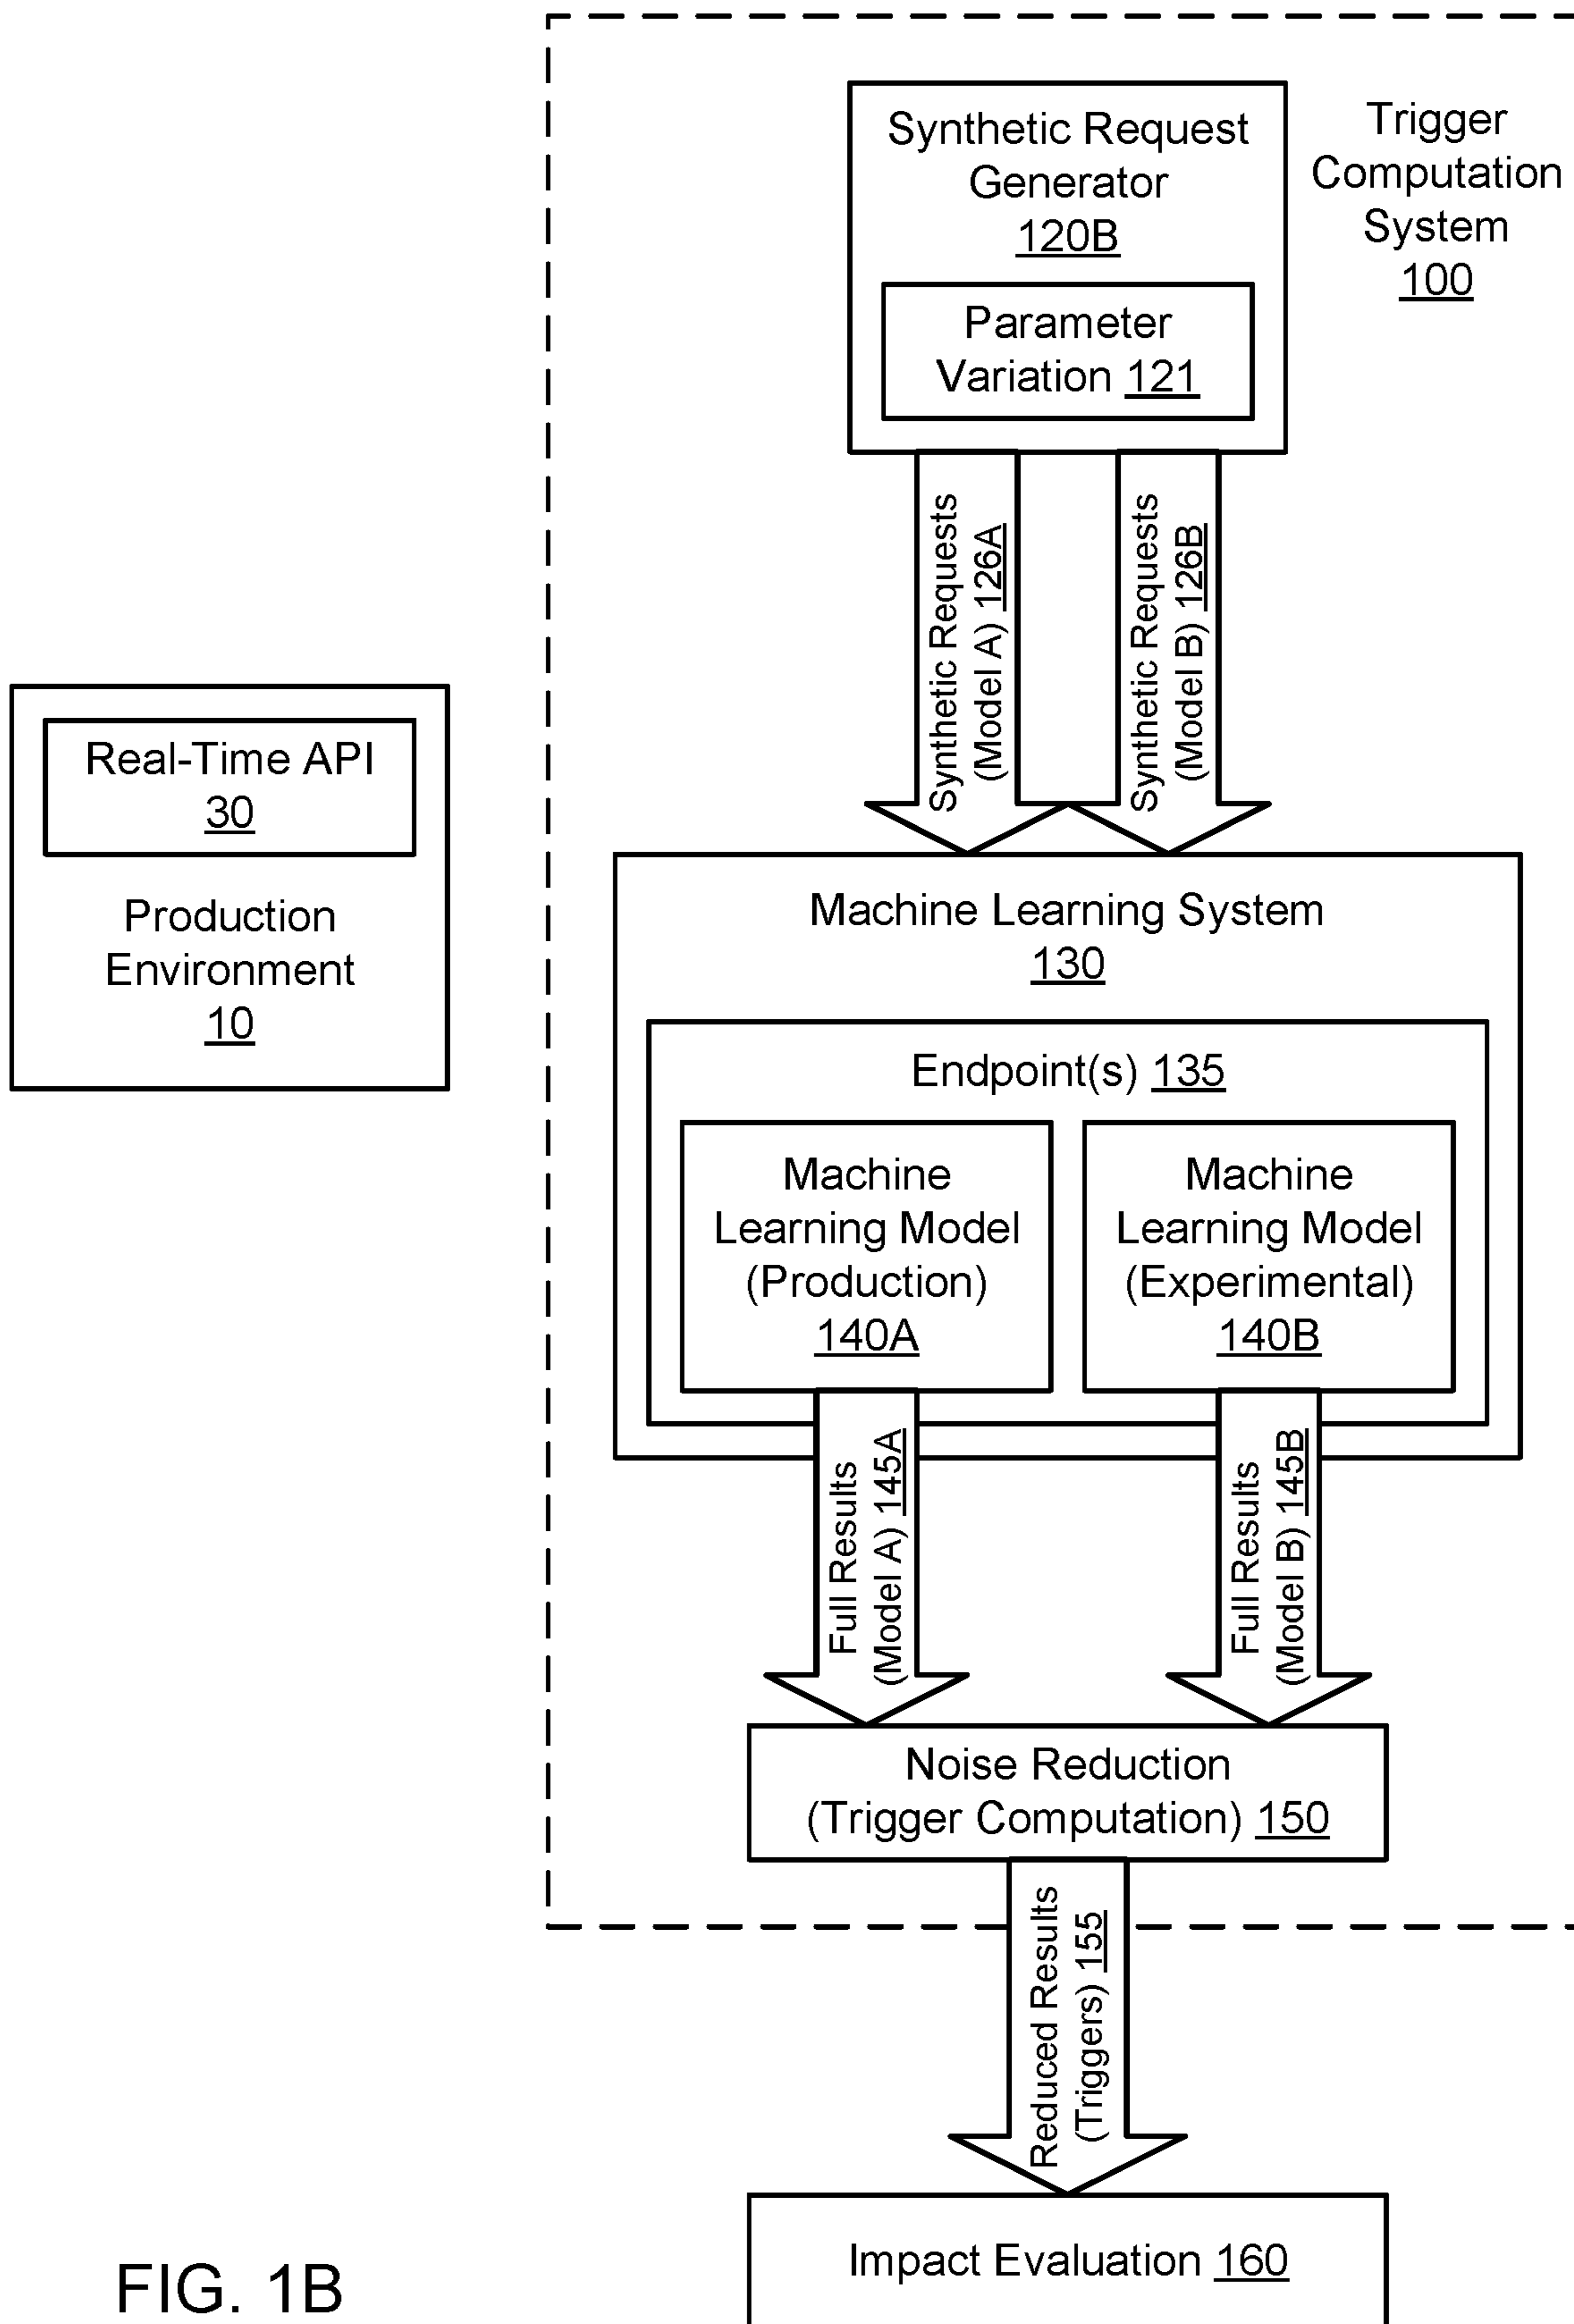 Synthetic Request
Generator
120B
Parameter
Variation 121
Trigger
Computation
System
100
Synthetic Requests
(Model A) 126A
Synthetic Requests
(Model B) 126B
Real-Time API
30
Production
Environment
10
Machine Learning System
130
Endpoint(s) 135
Machine
Learning Model
(Production)
140A
Machine
Learning Model
(Experimental)
140B
Full Results
(Model A) 145A
Full Results
(Model B) 145B
Noise Reduction
(Trigger Computation) 150
Reduced Results
(Triggers) 155
Impact Evaluation 160
FIG. 1B